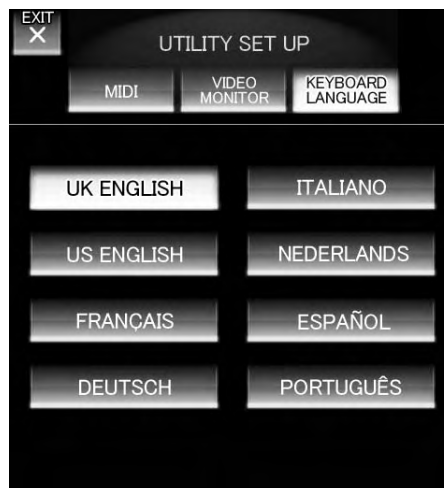 EXIT
X
UTILITY SET UP
MIDI
VIDEO
MONITOR
KEYBOARD
LANGUAGE
UK ENGLISH
ITALIANO
US ENGLISH
NEDERLANDS
FRANÇAIS
ESPAÑOL
DEUTSCH
PORTUGUÊS